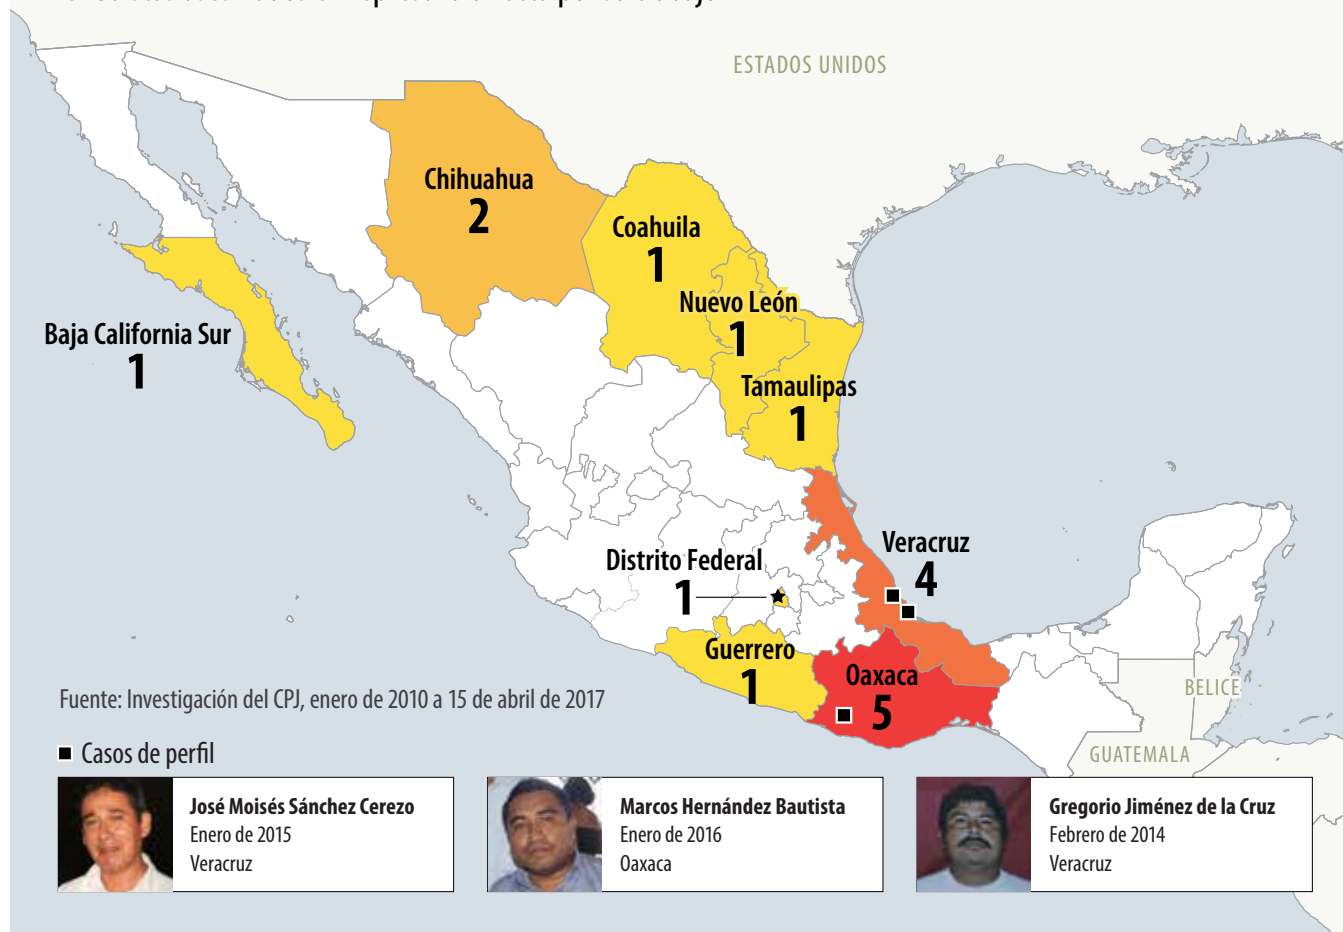 ESTADOS UNIDOS
Chihuahua
2
Coahuila
1
Nuevo León
1
Baja California Sur
1
Tamaulipas
1
Veracruz
4
Distrito Federal
1
Guerrero
1
Oaxaca
5
BELICE
GUATEMALA
Fuente: Investigación del CPJ, enero de 2010 a 15 de abril de 2017
Casos de perfil
José Moisés Sánchez Cerezo
Enero de 2015
Veracruz
Marcos Hernández Bautista
Enero de 2016
Oaxaca
Gregorio Jiménez de la Cruz
Febrero de 2014
Veracruz